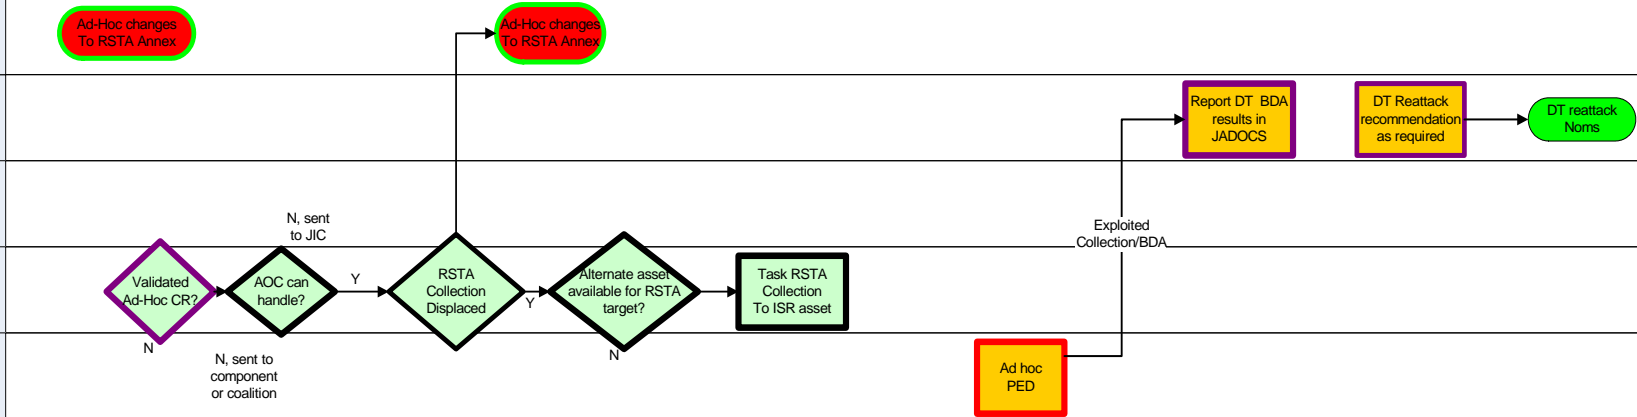 Ad-Hoc changes
To RSTA Annex
Ad-Hoc changes
To RSTA Annex
Report DT BDA
results in
JADOCS
DT Reattack
recommendation
as required
DT reattack
Noms
N, sent
to JIC
Exploited
Collection/BDA
Validated
Ad-Hoc CR?
AOC can
handle?
Y
RSTA
Collection
Displaced
Y
Alternate asset
available for RSTA
target?
Task RSTA
Collection
To ISR asset
N
N, sent to
component
or coalition
N
Ad hoc
PED